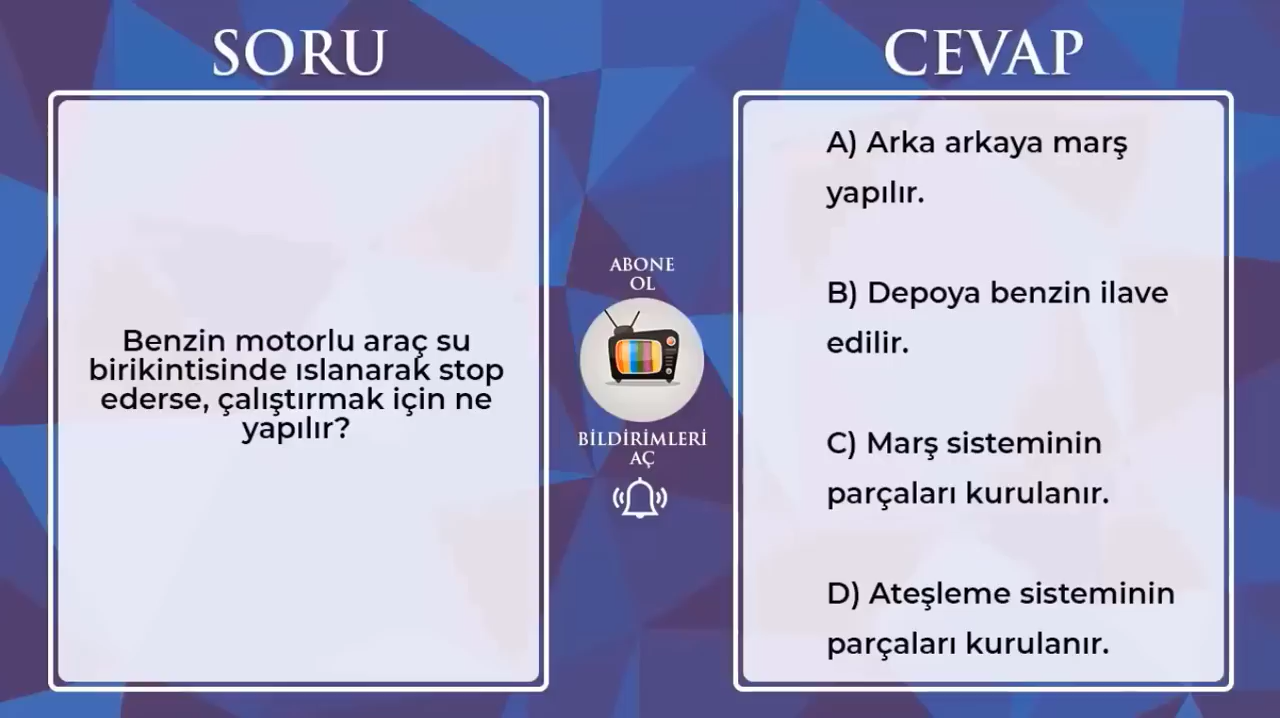 SORU
Benzin motorlu araç su
birikintisinde ıslanarak stop
ederse, çalıştırmak için ne
yapılır?
ABONE
OL
BİLDİRİMLERİ
AÇ
CEVAP
A) Arka arkaya marş
yapılır.
B) Depoya benzin ilave
edilir.
C) Marş sisteminin
parçaları kurulanır.
D) Ateşleme sisteminin
parçaları kurulanır.